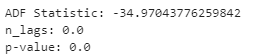 ADF Statistic: -34.97043776259842
n_lags: 0.0
p-value: 0.0